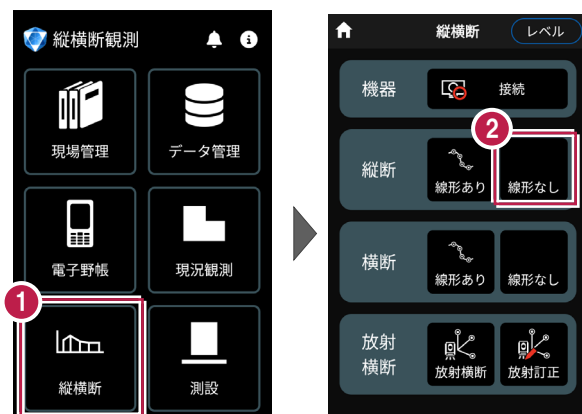 縦横断観測
現場管理
データ管理
電子野帳
現況観測
1
縦横断
測設
縦横断
レベル
機器
接続
2
縦断
線形あり
線形なし
横断
線形あり
線形なし
放射
横断
放射横断
放射訂正